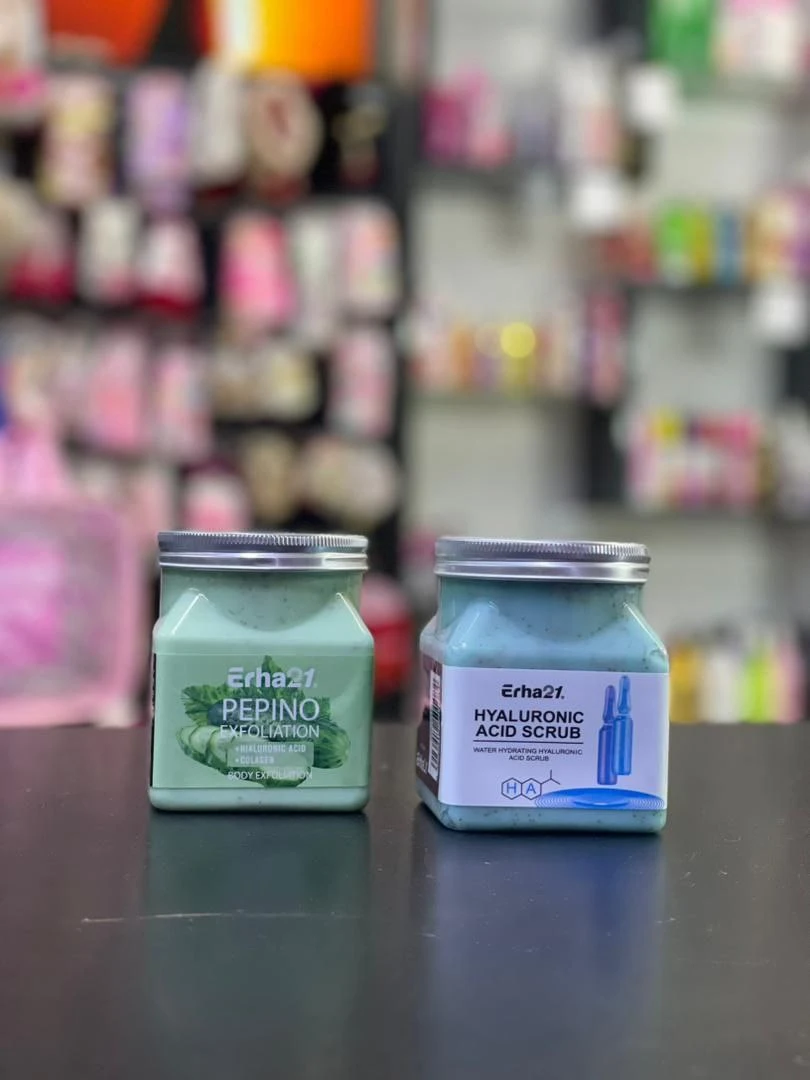 Erha21.
PEPINO
EXFOLIATION
+HIALURONIC ACID
+COLAGEN
BODY EXFOLIATION
Erha21.
HYALURONIC
ACID SCRUB
WATER HYDRATING HYALURONIC
ACID SCRUB
HA